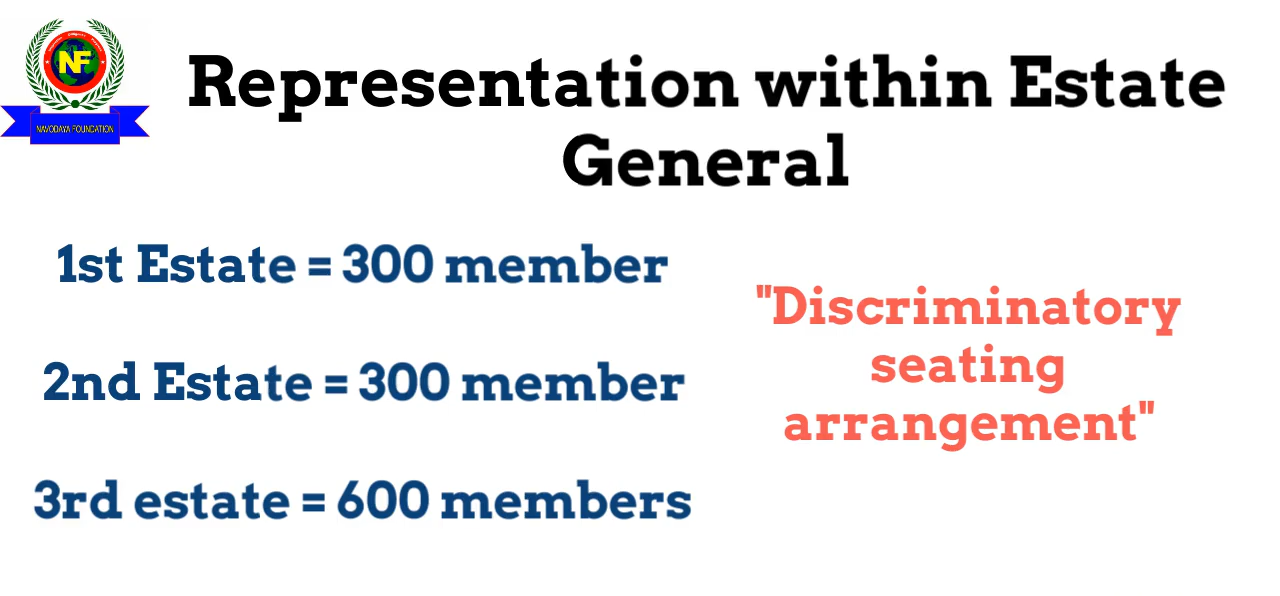 NF
NAVODAYA FOUNDATION
Representation within Estate
General
1st Estate = 300 member
2nd Estate = 300 member
3rd estate = 600 members
"Discriminatory
seating
arrangement"